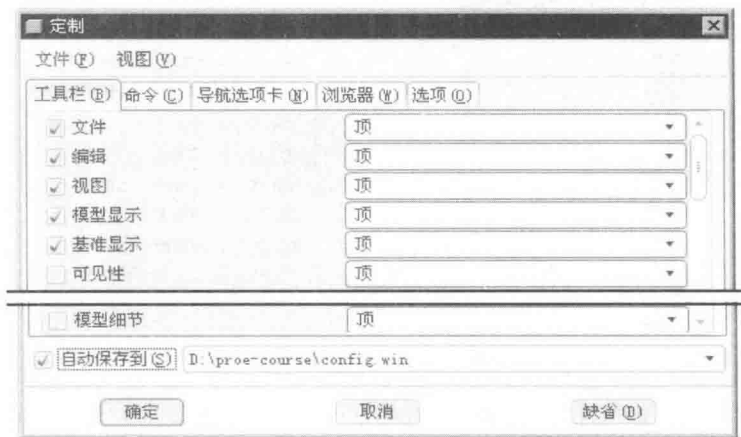 定制
文件(F) 视图(V)
工具栏(B) 命令(C) 导航选项卡(N) 浏览器(W) 选项(O)
文件 顶
编辑 顶
视图 顶
模型显示 顶
基准显示 顶
可见性 顶
模型细节 顶
自动保存到(S) D:\proe-course\config.win
确定 取消 缺省(D)